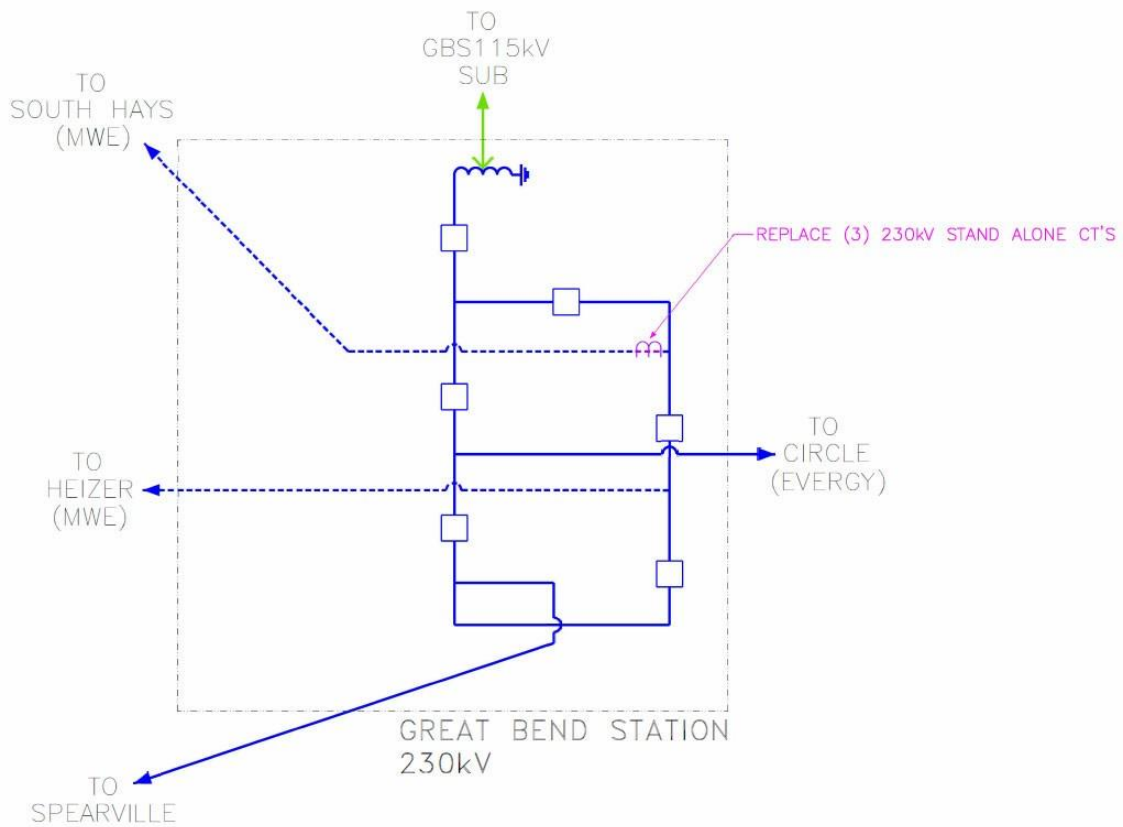 TO
GBS115kV
SUB
TO
SOUTH HAYS
(MWE)
REPLACE (3) 230kV STAND ALONE CT'S
TO
CIRCLE
(EVERGY)
TO
HEIZER
(MWE)
GREAT BEND STATION
230kV
TO
SPEARVILLE